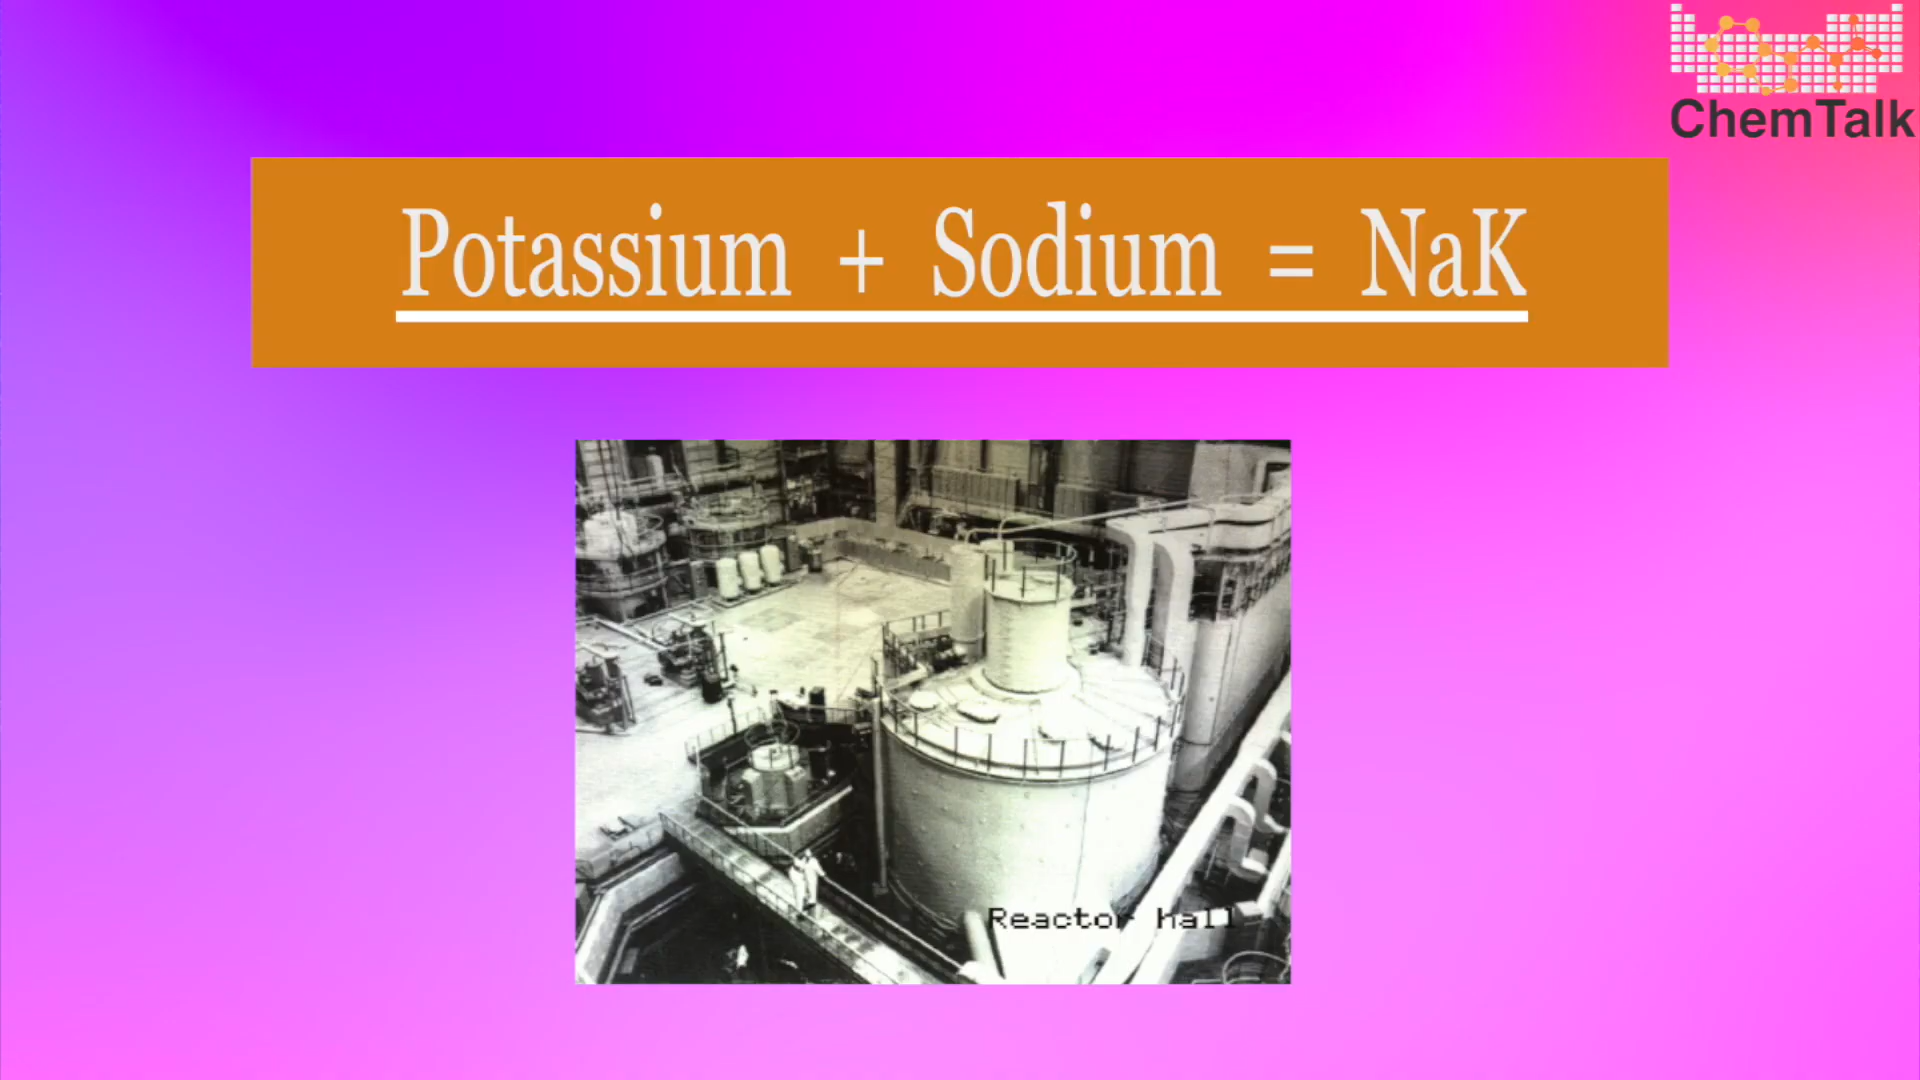 ChemTalk
Potassium + Sodium = NaK
Reactor hall